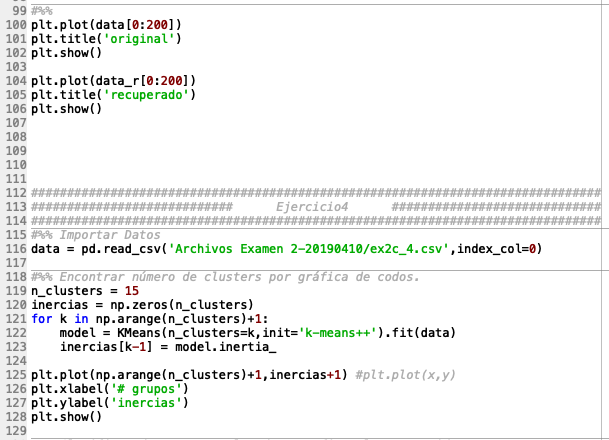 99 #%%
100 plt.plot(data[0:200])
101 plt.title('original')
102 plt.show()
103
104 plt.plot(data_r[0:200])
105 plt.title('recuperado')
106 plt.show()
107
108
109
110
111
112 ###############################################################################
113 ############################      Ejercicio4      #############################
114 ###############################################################################
115 #%% Importar Datos
116 data = pd.read_csv('Archivos Examen 2-20190410/ex2c_4.csv',index_col=0)
117
118 #%% Encontrar número de clusters por gráfica de codos.
119 n_clusters = 15
120 inercias = np.zeros(n_clusters)
121 for k in np.arange(n_clusters)+1:
122     model = KMeans(n_clusters=k,init='k-means++').fit(data)
123     inercias[k-1] = model.inertia_
124
125 plt.plot(np.arange(n_clusters)+1,inercias+1) #plt.plot(x,y)
126 plt.xlabel('# grupos')
127 plt.ylabel('inercias')
128 plt.show()
129